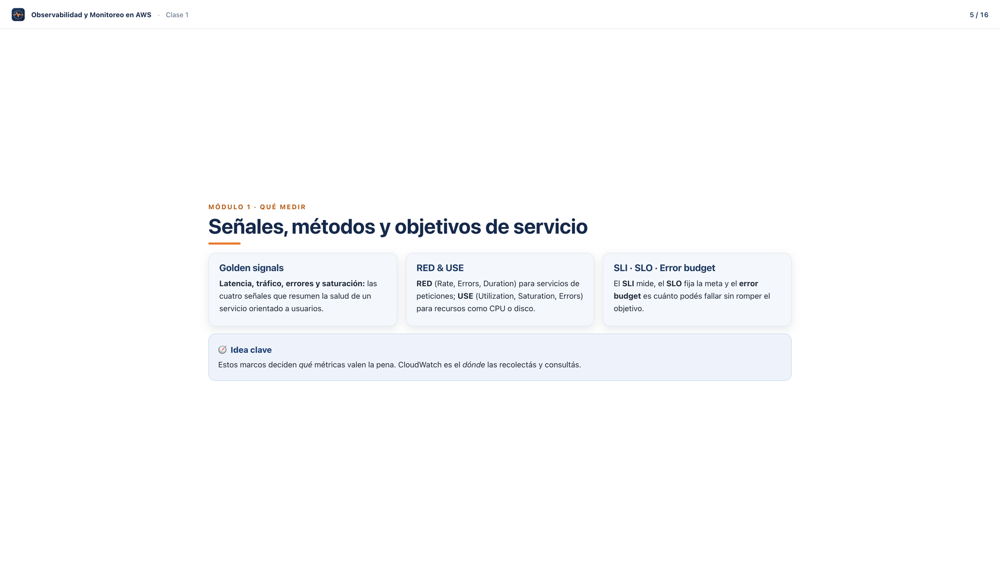 Observabilidad y Monitoreo en AWS · Clase 1
5 / 16
MÓDULO 1 · QUÉ MEDIR
Señales, métodos y objetivos de servicio
Golden signals
Latencia, tráfico, errores y saturación: las
cuatro señales que resumen la salud de un
servicio orientado a usuarios.
RED & USE
RED (Rate, Errors, Duration) para servicios de
peticiones; USE (Utilization, Saturation, Errors)
para recursos como CPU o disco.
SLI · SLO · Error budget
El SLI mide, el SLO fija la meta y el error
budget es cuánto podés fallar sin romper el
objetivo.
🧭 Idea clave
Estos marcos deciden qué métricas valen la pena. CloudWatch es el dónde las recolectás y consultás.